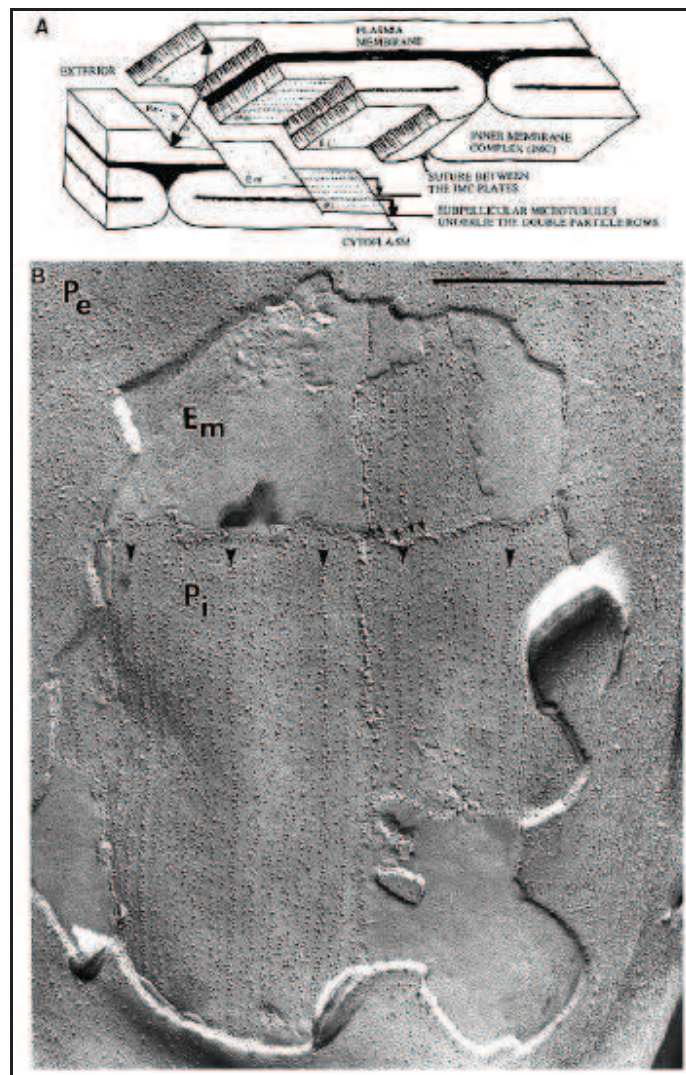 A
PLASMA
MEMBRANE
EXTERIOR
INNER MEMBRANE
COMPLEX (IMC)
SUTURE BETWEEN
THE IMC PLATES
SUBPELLICULAR MICROTUBULES
UNDERLIE THE DOUBLE PARTICLE ROWS
CYTOPLASM
B
Pe
Em
Pi